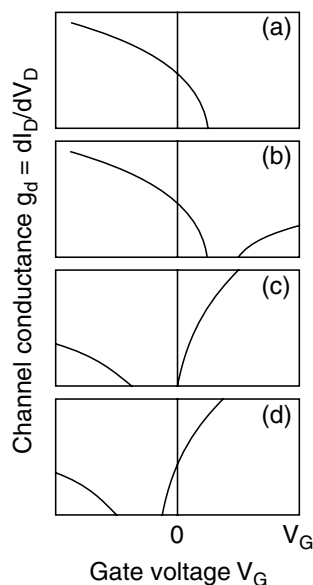 Channel conductance g_d = dI_D/dV_D
(a)
(b)
(c)
(d)
0
V_G
Gate voltage V_G